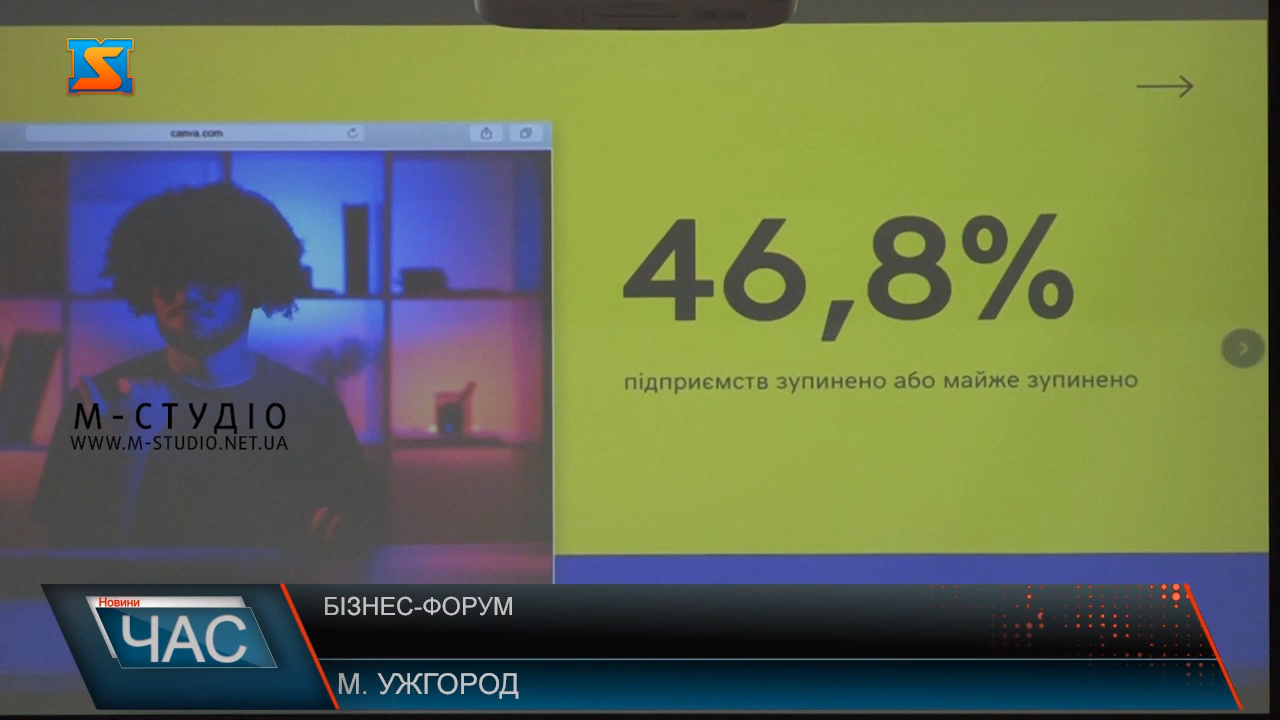 canva.com
46,8%
підприємств зупинено або майже зупинено
М-СТУДІО
WWW.M-STUDIO.NET.UA
Новини
ЧАС
БІЗНЕС-ФОРУМ
М. УЖГОРОД